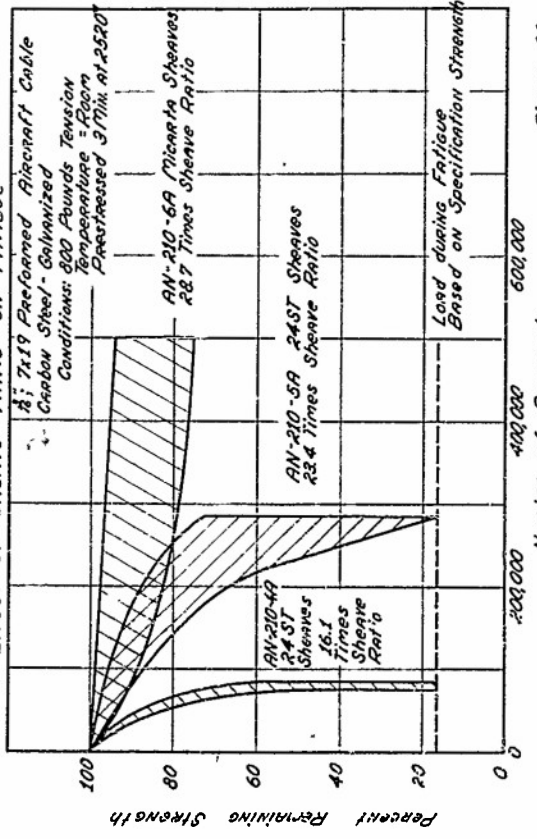 3/16", 7x19 Preformed Aircraft Cable
Carbon Steel - Galvanized
Conditions: 800 Pounds Tension
Temperature = Room
Prestressed 3 Min. At 2520#
AN-210-6A Micarta Sheaves
28.7 Times Sheave Ratio
AN-210-5A 24ST Sheaves
23.4 Times Sheave Ratio
AN-210-4A
24ST
Sheaves
16.1
Times
Sheave
Ratio
Load during Fatigue
Based on Specification Strength
Percent Remaining Strength
100
80
60
40
20
0
0
200,000
400,000
600,000